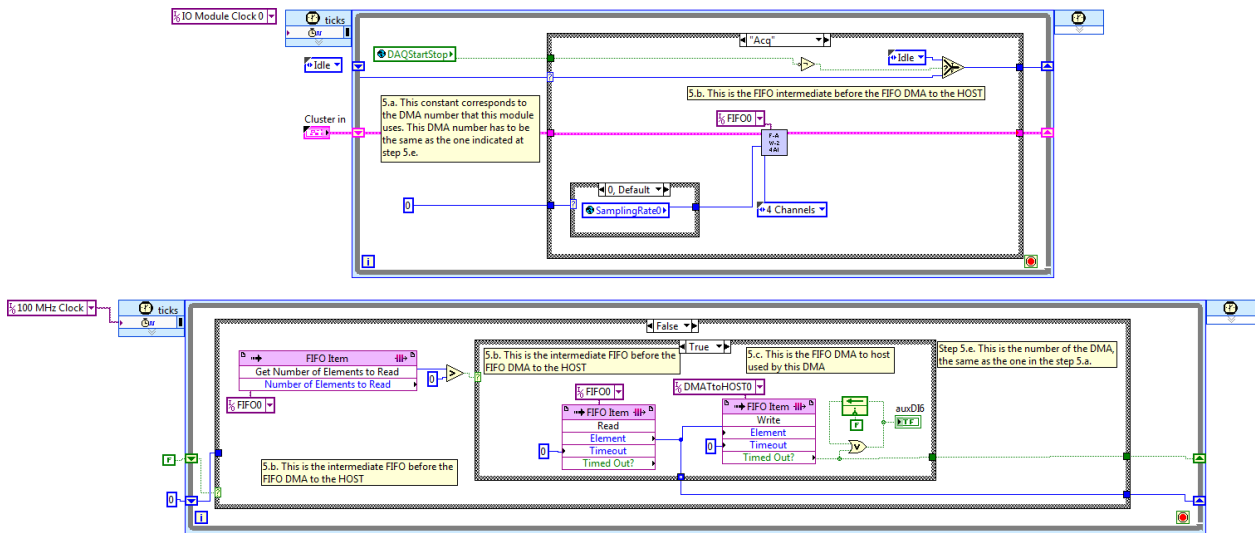 IO Module Clock 0
ticks
"Acq"
DAQStartStop
Idle
Idle
5.a. This constant corresponds to
the DMA number that this module
uses. This DMA number has to be
the same as the one indicated at
step 5.e.
5.b. This is the FIFO intermediate before the FIFO DMA to the HOST
Cluster in
FIFO0
F-A
W-2
4AI
0, Default
0
SamplingRate0
4 Channels
i
100 MHz Clock
ticks
False
True
FIFO Item
Get Number of Elements to Read
Number of Elements to Read
0
>
FIFO0
5.b. This is the intermediate FIFO before the
FIFO DMA to the HOST
5.c. This is the FIFO DMA to host
used by this DMA
Step 5.e. This is the number of the DMA,
the same as the one in the step 5.a.
FIFO0
FIFO Item
Read
Element
Timeout
Timed Out?
0
DMATtoHOST0
FIFO Item
Write
Element
Timeout
Timed Out?
0
F
V
auxDI6
TF
F
5.b. This is the intermediate FIFO before the
FIFO DMA to the HOST
0
i